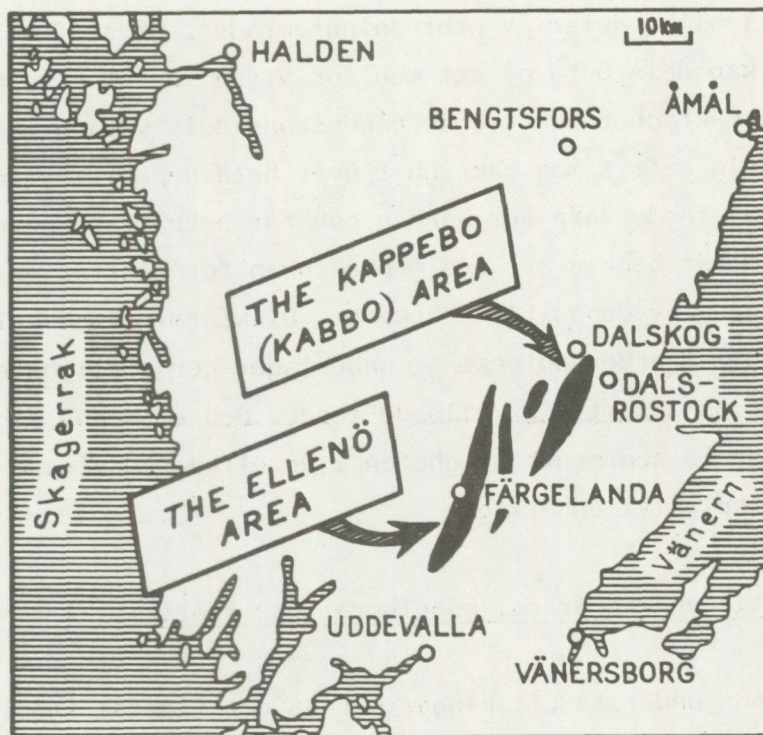 10km
HALDEN
ÅMÅL
BENGTSFORS
THE KAPPEBO
(KABBO) AREA
DALSKOG
DALS-
ROSTOCK
Skagerrak
THE ELLENÖ
AREA
FÄRGELANDA
Vänern
UDDEVALLA
VÄNERSBORG